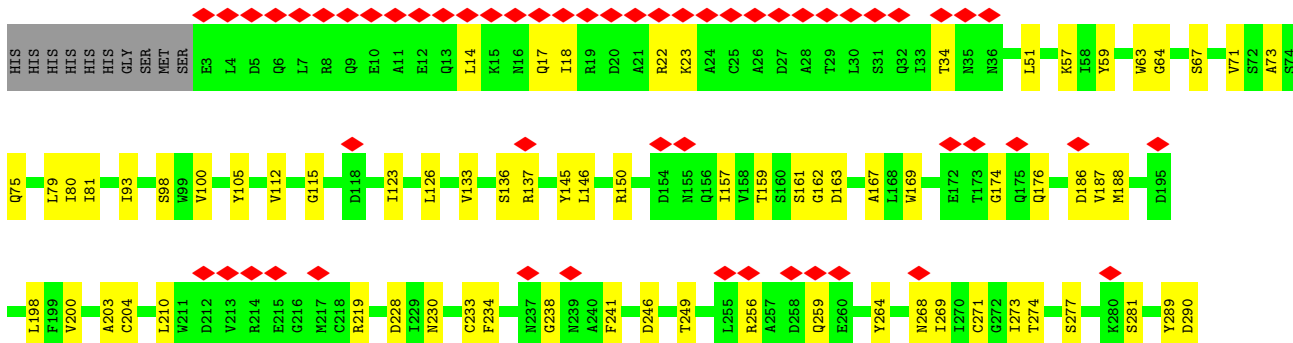 HIS HIS HIS HIS HIS HIS GLY SER MET SER E3 L4 D5 Q6 L7 R8 Q9 E10 A11 E12 Q13 L14 K15 N16 Q17 I18 R19 D20 A21 R22 K23 A24 C25 A26 D27 A28 T29 L30 S31 Q32 I33 T34 N35 N36 L51 K57 I58 Y59 W63 G64 S67 V71 S72 A73 S74
Q75 L79 I80 I81 I93 S98 W99 V100 Y105 V112 G115 D118 I123 L126 V133 S136 R137 Y145 L146 R150 D154 N155 Q156 I157 V158 T159 S160 S161 G162 D163 A167 L168 W169 E172 T173 G174 Q175 Q176 D186 V187 M188 D195
L198 F199 V200 A203 C204 L210 W211 D212 V213 R214 E215 G216 M217 C218 R219 D228 I229 N230 C233 F234 N237 G238 N239 A240 F241 D246 T249 L255 R256 A257 D258 Q259 E260 Y264 N268 I269 I270 C271 G272 I273 T274 S277 K280 S281 Y289 D290